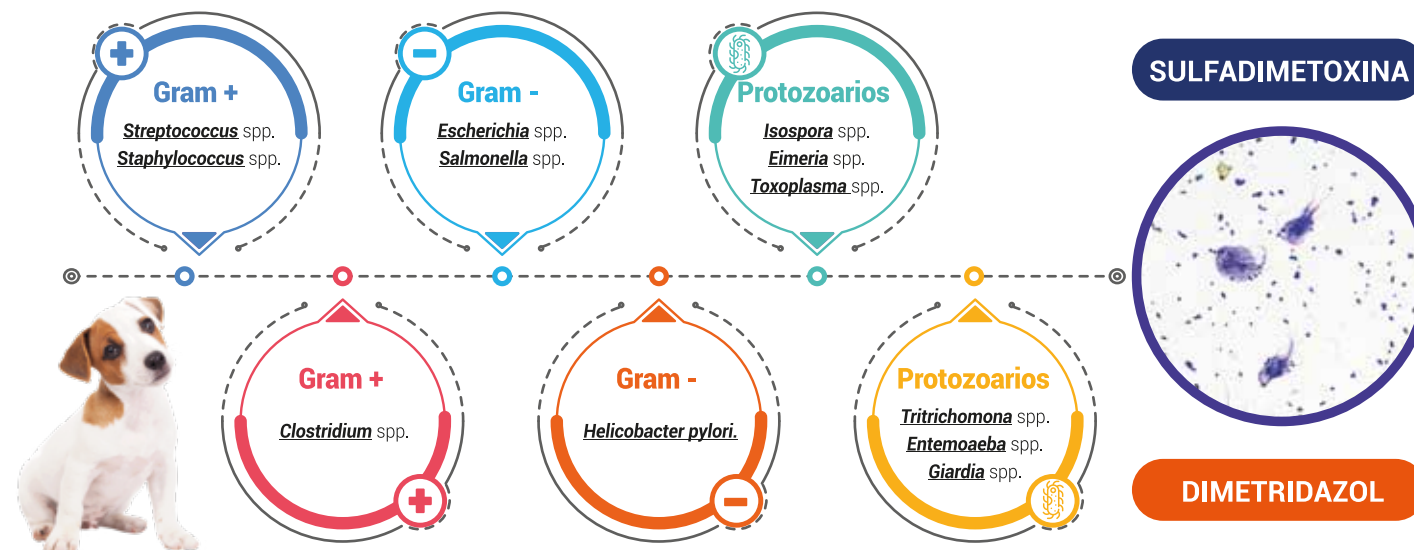 Gram +
Streptococcus spp.
Staphylococcus spp.
Gram -
Escherichia spp.
Salmonella spp.
Protozoarios
Isospora spp.
Eimeria spp.
Toxoplasma spp.
SULFADIMETOXINA
Gram +
Clostridium spp.
Gram -
Helicobacter pylori.
Protozoarios
Tritrichomona spp.
Entemoaeba spp.
Giardia spp.
DIMETRIDAZOL